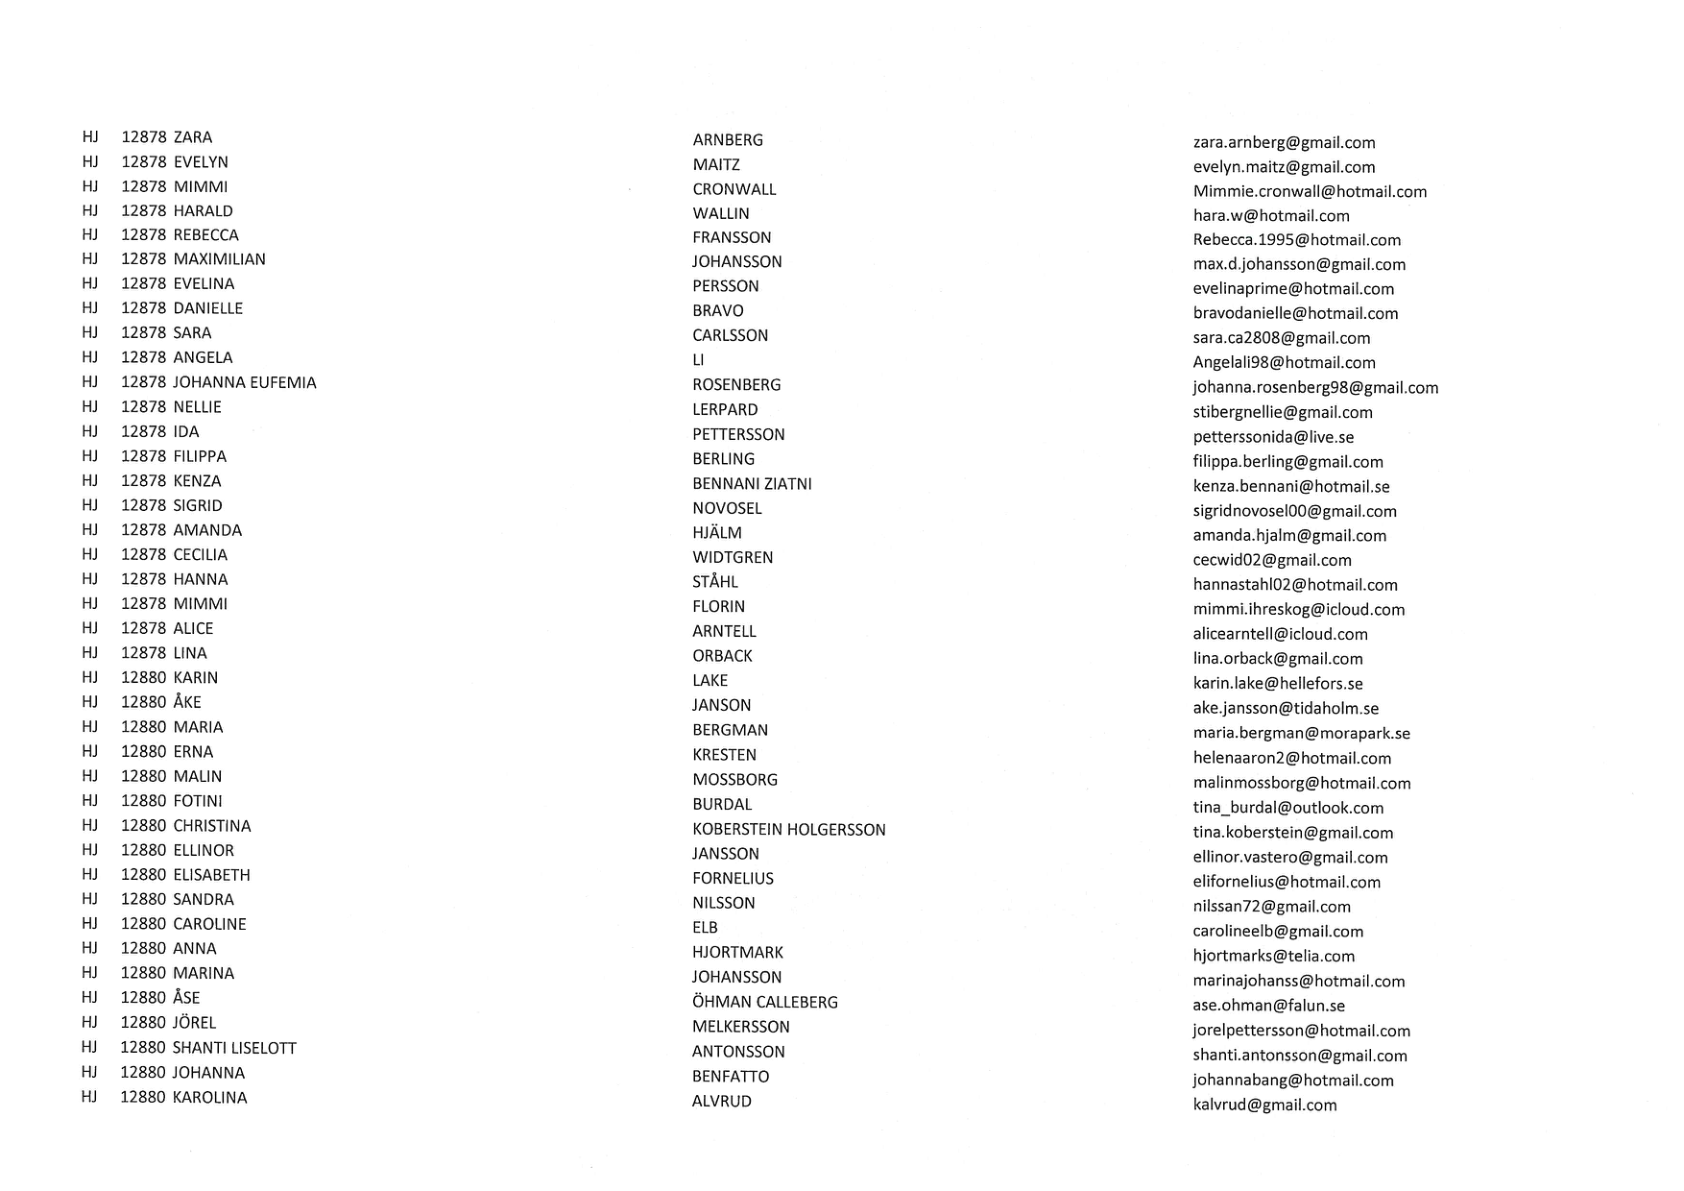 HJ 12878 ZARA ARNBERG zara.arnberg@gmail.com
HJ 12878 EVELYN MAITZ evelyn.maitz@gmail.com
HJ 12878 MIMMI CRONWALL Mimmie.cronwall@hotmail.com
HJ 12878 HARALD WALLIN hara.w@hotmail.com
HJ 12878 REBECCA FRANSSON Rebecca.1995@hotmail.com
HJ 12878 MAXIMILIAN JOHANSSON max.d.johansson@gmail.com
HJ 12878 EVELINA PERSSON evelinaprime@hotmail.com
HJ 12878 DANIELLE BRAVO bravodanielle@hotmail.com
HJ 12878 SARA CARLSSON sara.ca2808@gmail.com
HJ 12878 ANGELA LI Angelali98@hotmail.com
HJ 12878 JOHANNA EUFEMIA ROSENBERG johanna.rosenberg98@gmail.com
HJ 12878 NELLIE LERPARD stibergnellie@gmail.com
HJ 12878 IDA PETTERSSON petterssonida@live.se
HJ 12878 FILIPPA BERLING filippa.berling@gmail.com
HJ 12878 KENZA BENNANI ZIATNI kenza.bennani@hotmail.se
HJ 12878 SIGRID NOVOSEL sigridnovosel00@gmail.com
HJ 12878 AMANDA HJÄLM amanda.hjalm@gmail.com
HJ 12878 CECILIA WIDTGREN cecwid02@gmail.com
HJ 12878 HANNA STÅHL hannastahl02@hotmail.com
HJ 12878 MIMMI FLORIN mimmi.ihreskog@icloud.com
HJ 12878 ALICE ARNTELL alicearntell@icloud.com
HJ 12878 LINA ORBACK lina.orback@gmail.com
HJ 12880 KARIN LAKE karin.lake@hellefors.se
HJ 12880 ÅKE JANSON ake.jansson@tidaholm.se
HJ 12880 MARIA BERGMAN maria.bergman@morapark.se
HJ 12880 ERNA KRESTEN helenaaron2@hotmail.com
HJ 12880 MALIN MOSSBORG malinmossborg@hotmail.com
HJ 12880 FOTINI BURDAL tina_burdal@outlook.com
HJ 12880 CHRISTINA KOBERSTEIN HOLGERSSON tina.koberstein@gmail.com
HJ 12880 ELLINOR JANSSON ellinor.vastero@gmail.com
HJ 12880 ELISABETH FORNELIUS elifornelius@hotmail.com
HJ 12880 SANDRA NILSSON nilssan72@gmail.com
HJ 12880 CAROLINE ELB carolineelb@gmail.com
HJ 12880 ANNA HJORTMARK hjortmarks@telia.com
HJ 12880 MARINA JOHANSSON marinajohanss@hotmail.com
HJ 12880 ÅSE ÖHMAN CALLEBERG ase.ohman@falun.se
HJ 12880 JÖREL MELKERSSON jorelpettersson@hotmail.com
HJ 12880 SHANTI LISELOTT ANTONSSON shanti.antonsson@gmail.com
HJ 12880 JOHANNA BENFATTO johannabang@hotmail.com
HJ 12880 KAROLINA ALVRUD kalvrud@gmail.com